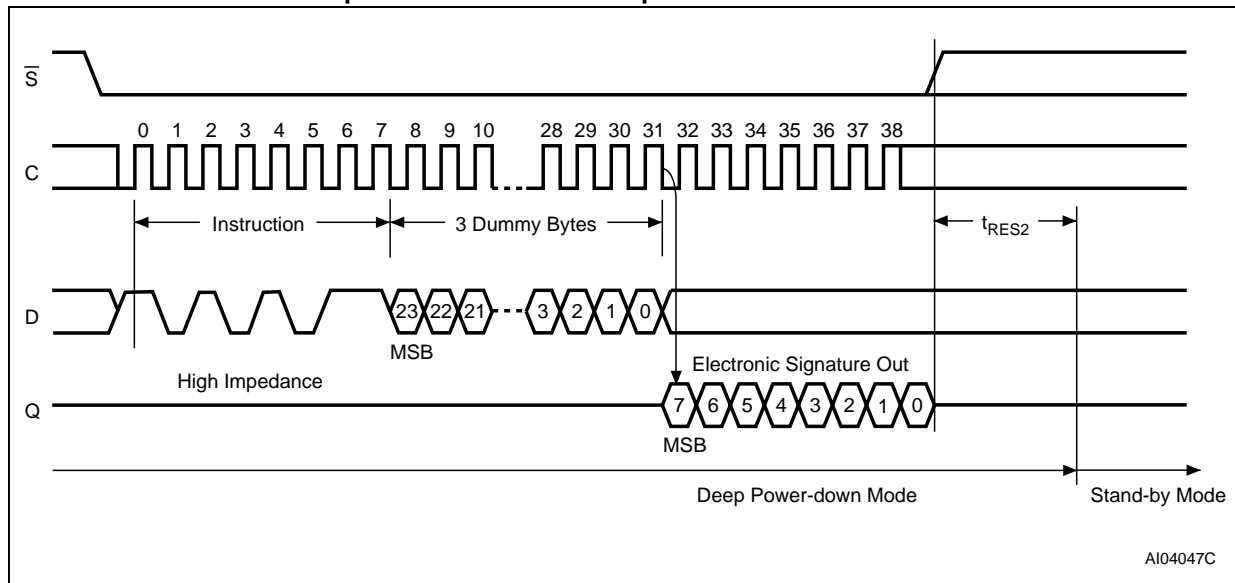 S
0 1 2 3 4 5 6 7 8 9 10 28 29 30 31 32 33 34 35 36 37 38
C
Instruction 3 Dummy Bytes tRES2
D 23 22 21 3 2 1 0
MSB
High Impedance Electronic Signature Out
Q 7 6 5 4 3 2 1 0
MSB
Deep Power-down Mode Stand-by Mode
AI04047C